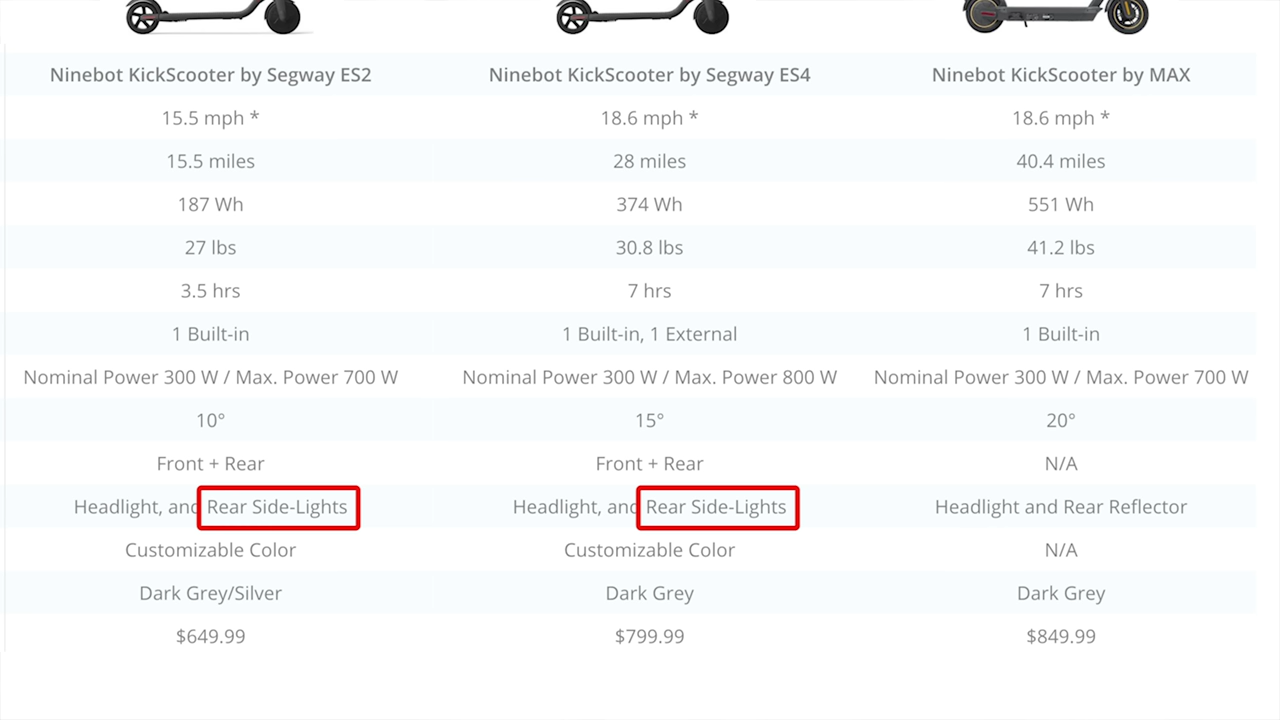 Ninebot KickScooter by Segway ES2 Ninebot KickScooter by Segway ES4 Ninebot KickScooter by MAX
15.5 mph * 18.6 mph * 18.6 mph *
15.5 miles 28 miles 40.4 miles
187 Wh 374 Wh 551 Wh
27 lbs 30.8 lbs 41.2 lbs
3.5 hrs 7 hrs 7 hrs
1 Built-in 1 Built-in, 1 External 1 Built-in
Nominal Power 300 W / Max. Power 700 W Nominal Power 300 W / Max. Power 800 W Nominal Power 300 W / Max. Power 700 W
10° 15° 20°
Front + Rear Front + Rear N/A
Headlight, and Rear Side-Lights Headlight, and Rear Side-Lights Headlight and Rear Reflector
Customizable Color Customizable Color N/A
Dark Grey/Silver Dark Grey Dark Grey
$649.99 $799.99 $849.99